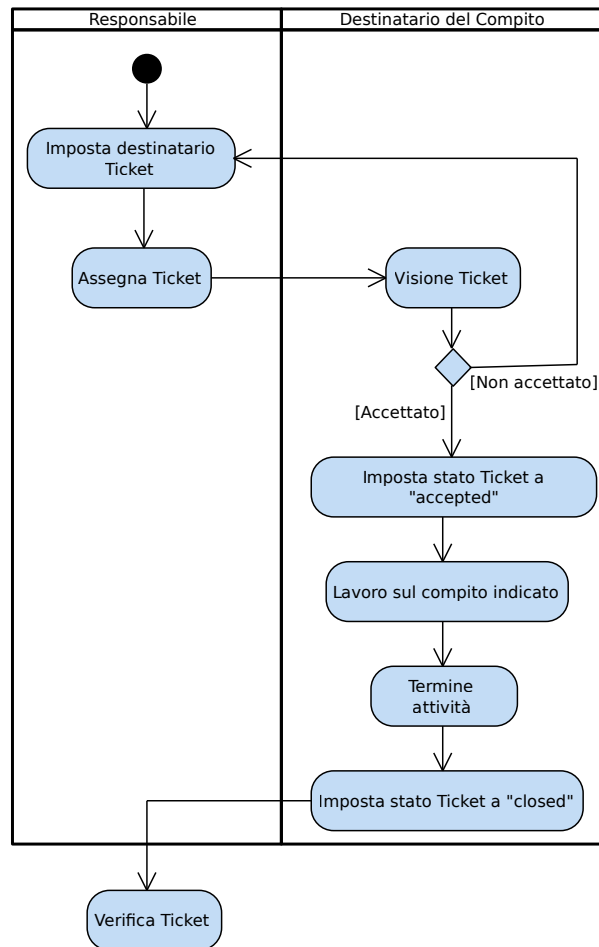 Responsabile
Destinatario del Compito
Imposta destinatario
Ticket
Assegna Ticket
Visione Ticket
[Non accettato]
[Accettato]
Imposta stato Ticket a
"accepted"
Lavoro sul compito indicato
Termine
attività
Imposta stato Ticket a "closed"
Verifica Ticket